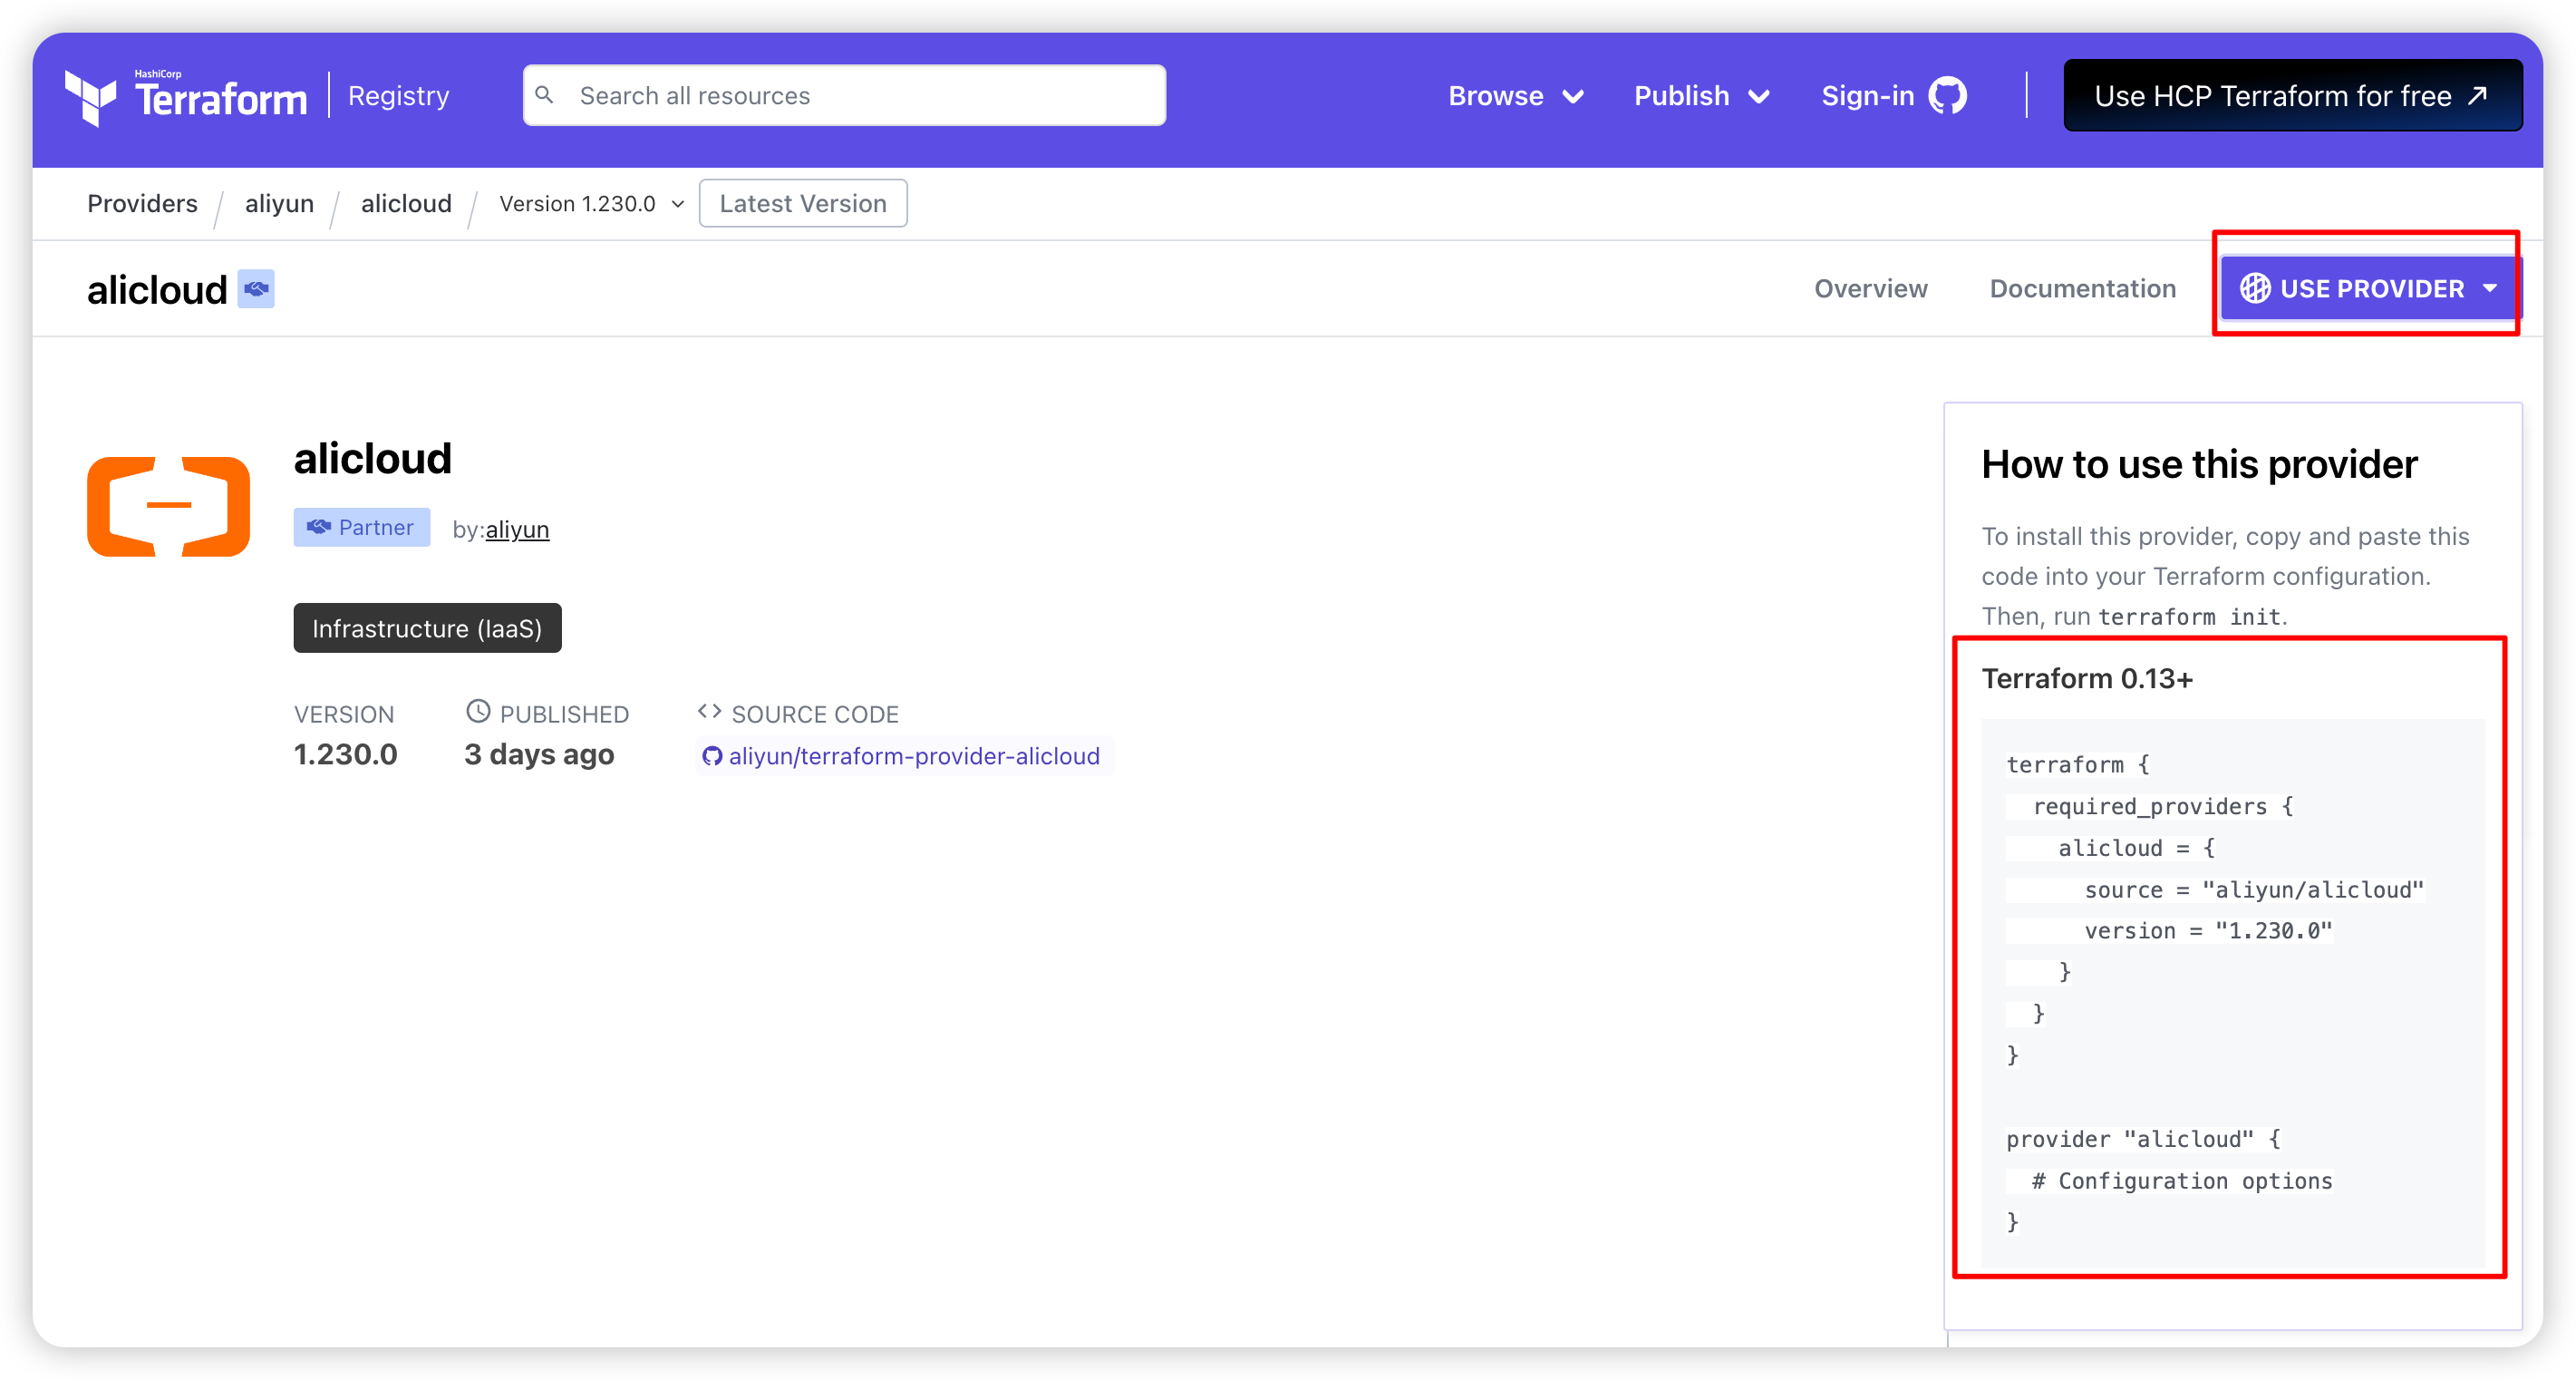 HashiCorp
Terraform
Registry
Search all resources
Browse
Publish
Sign-in
Use HCP Terraform for free
Providers / aliyun / alicloud / Version 1.230.0
Latest Version
alicloud
Overview
Documentation
USE PROVIDER
alicloud
Partner
by:aliyun
Infrastructure (IaaS)
VERSION
1.230.0
PUBLISHED
3 days ago
SOURCE CODE
aliyun/terraform-provider-alicloud
How to use this provider
To install this provider, copy and paste this
code into your Terraform configuration.
Then, run terraform init.
Terraform 0.13+
terraform {
  required_providers {
    alicloud = {
      source = "aliyun/alicloud"
      version = "1.230.0"
    }
  }
}
provider "alicloud" {
  # Configuration options
}